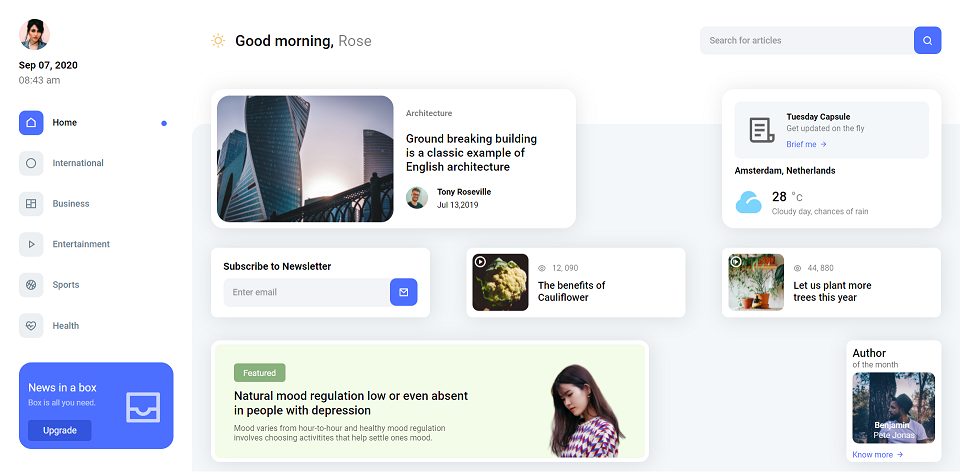 Sep 07, 2020
08:43 am
Home
International
Business
Entertainment
Sports
Health
News in a box
Box is all you need.
Upgrade
Good morning, Rose
Search for articles
Architecture
Ground breaking building
is a classic example of
English architecture
Tony Roseville
Jul 13,2019
Tuesday Capsule
Get updated on the fly
Brief me →
Amsterdam, Netherlands
28 °C
Cloudy day, chances of rain
Subscribe to Newsletter
Enter email
12, 090
The benefits of
Cauliflower
44, 880
Let us plant more
trees this year
Featured
Natural mood regulation low or even absent
in people with depression
Mood varies from hour-to-hour and healthy mood regulation
involves choosing activitites that help settle ones mood.
Author
of the month
Benjamin
Pete Jonas
Know more →